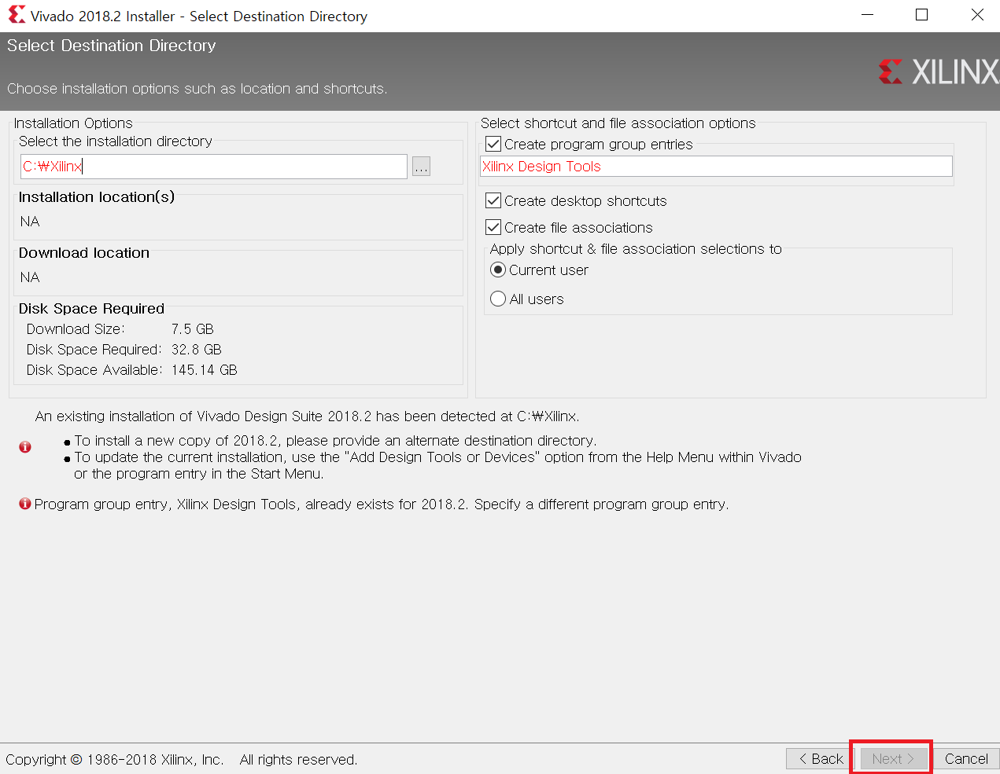 Vivado 2018.2 Installer - Select Destination Directory
Select Destination Directory
Choose installation options such as location and shortcuts.
XILINX
Installation Options
Select the installation directory
C:₩Xilinx
...
Installation location(s)
NA
Download location
NA
Disk Space Required
Download Size: 7.5 GB
Disk Space Required: 32.8 GB
Disk Space Available: 145.14 GB
Select shortcut and file association options
Create program group entries
Xilinx Design Tools
Create desktop shortcuts
Create file associations
Apply shortcut & file association selections to
Current user
All users
An existing installation of Vivado Design Suite 2018.2 has been detected at C:₩Xilinx.
● To install a new copy of 2018.2, please provide an alternate destination directory.
● To update the current installation, use the "Add Design Tools or Devices" option from the Help Menu within Vivado
or the program entry in the Start Menu.
Program group entry, Xilinx Design Tools, already exists for 2018.2. Specify a different program group entry.
Copyright © 1986-2018 Xilinx, Inc. All rights reserved.
< Back
Next >
Cancel